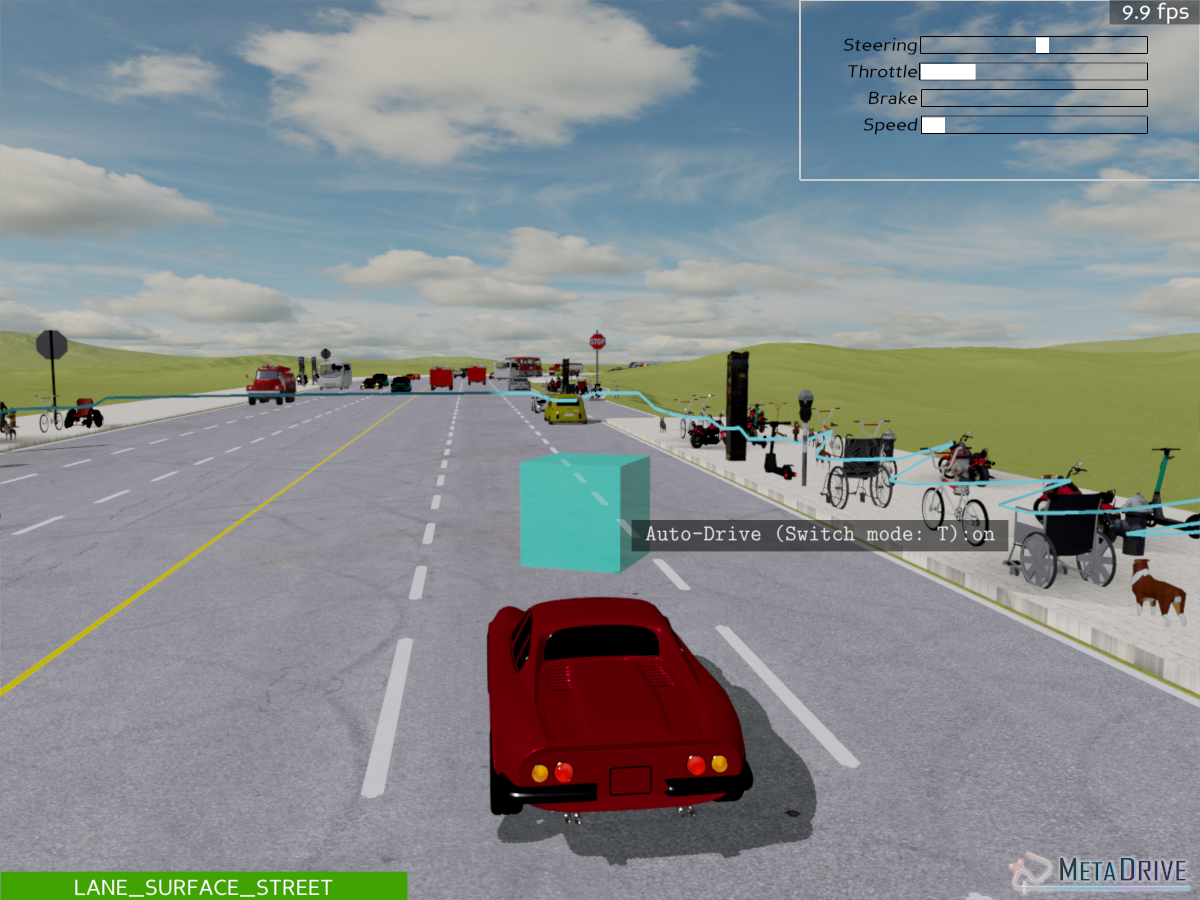 9.9 fps
Steering
Throttle
Brake
Speed
STOP
Auto-Drive (Switch mode: T):on
LANE_SURFACE_STREET
METADRIVE